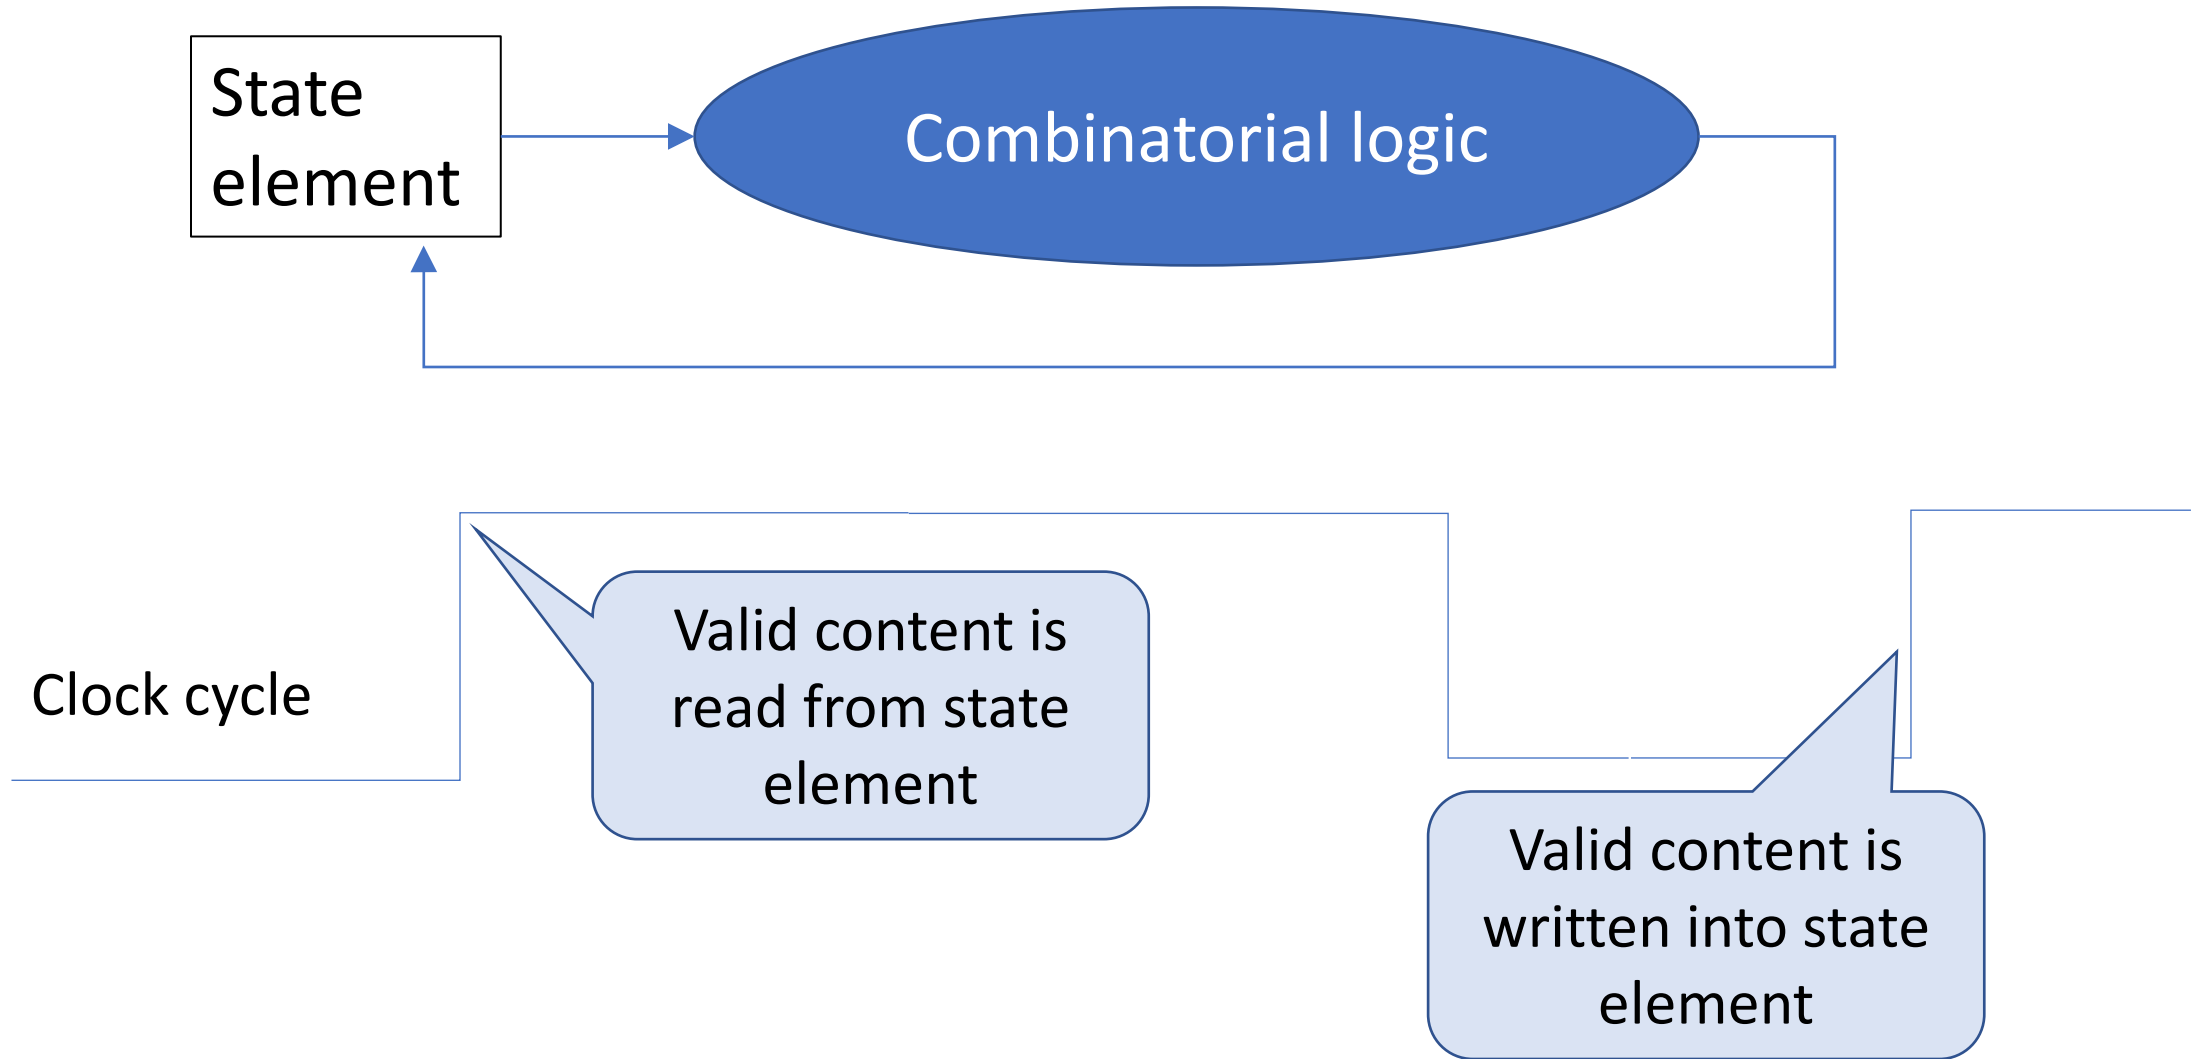 State
element
Combinatorial logic
Clock cycle
Valid content is
read from state
element
Valid content is
written into state
element